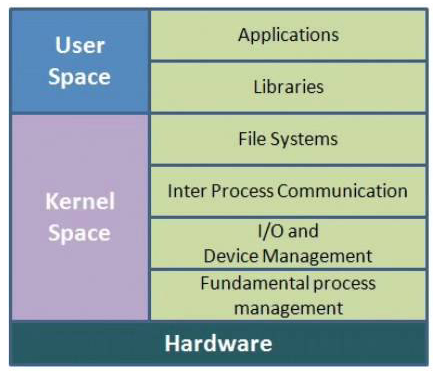 User
Space
Applications
Libraries
Kernel
Space
File Systems
Inter Process Communication
I/O and
Device Management
Fundamental process
management
Hardware